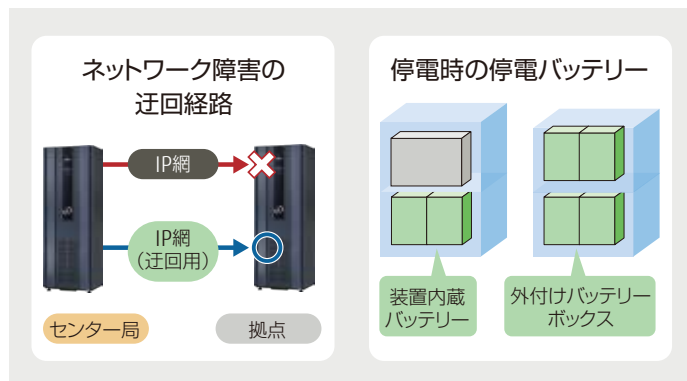 ネットワーク障害の
迂回経路
IP網
IP網
（迂回用）
センター局
拠点
停電時の停電バッテリー
装置内蔵
バッテリー
外付けバッテリー
ボックス